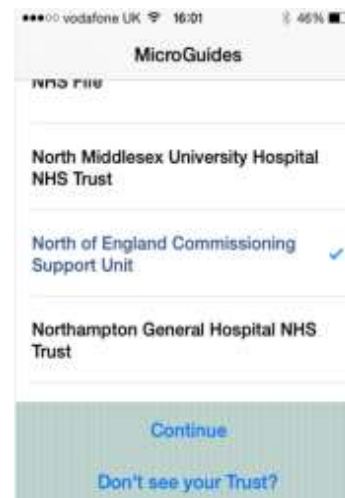 vodafone UK 16:01 46%
MicroGuides
NHS
North Middlesex University Hospital
NHS Trust
North of England Commissioning
Support Unit
Northampton General Hospital NHS
Trust
Continue
Don't see your Trust?